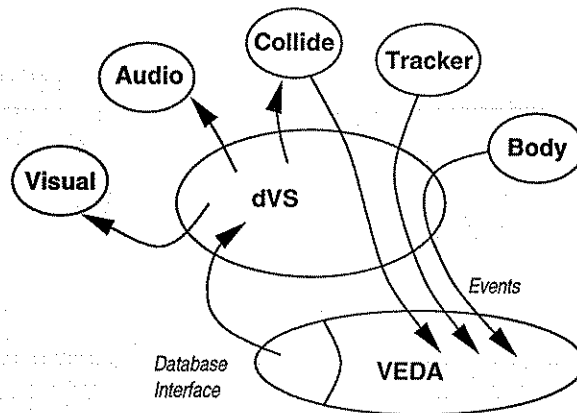 Collide
Audio
Tracker
Body
Visual
dVS
Events
Database
Interface
VEDA